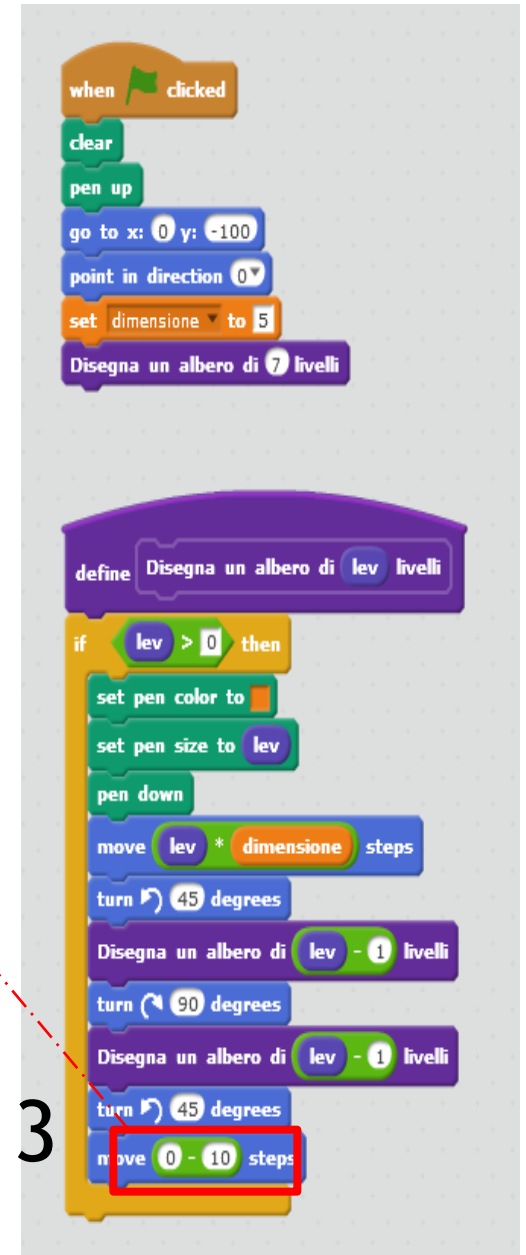 when clicked
clear
pen up
go to x: 0 y: -100
point in direction 0
set dimensione to 5
Disegna un albero di 7 livelli
define Disegna un albero di lev livelli
if lev > 0 then
set pen color to
set pen size to lev
pen down
move lev * dimensione steps
turn 45 degrees
Disegna un albero di lev - 1 livelli
turn 90 degrees
Disegna un albero di lev - 1 livelli
turn 45 degrees
3
move 0 - 10 steps